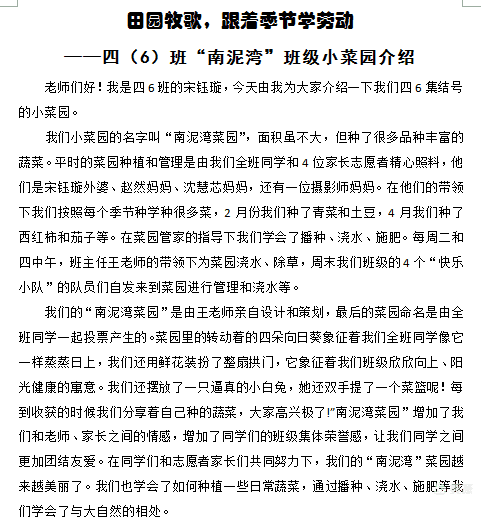 田园牧歌，跟着季节学劳动
——四（6）班“南泥湾”班级小菜园介绍
老师们好！我是四6班的宋钰璇，今天由我为大家介绍一下我们四6集结号
的小菜园。
我们小菜园的名字叫“南泥湾菜园”，面积虽不大，但种了很多品种丰富的
蔬菜。平时的菜园种植和管理是由我们全班同学和4位家长志愿者精心照料，他
们是宋钰璇外婆、赵然妈妈、沈慧芯妈妈，还有一位摄影师妈妈。在他们的带领
下我们按照每个季节种学种很多菜，2月份我们种了青菜和土豆，4月我们种了
西红柿和茄子等。在菜园管家的指导下我们学会了播种、浇水、施肥。每周二和
四中午，班主任王老师的带领下为菜园浇水、除草，周末我们班级的4个“快乐
小队”的队员们自发来到菜园进行管理和浇水等。
我们的“南泥湾菜园”是由王老师亲自设计和策划，最后的菜园命名是由全
班同学一起投票产生的。菜园里的转动着的四朵向日葵象征着我们全班同学像它
一样蒸蒸日上，我们还用鲜花装扮了整扇拱门，它象征着我们班级欣欣向上、阳
光健康的寓意。我们还摆放了一只逼真的小白兔，她还双手提了一个菜篮呢！每
到收获的时候我们分享着自己种的蔬菜，大家高兴极了!”南泥湾菜园”增加了我
们和老师、家长之间的情感，增加了同学们的班级集体荣誉感，让我们同学之间
更加团结友爱。在同学们和志愿者家长们共同努力下，我们的“南泥湾”菜园越
来越美丽了。我们也学会了如何种植一些日常蔬菜，通过播种、浇水、施肥等我
们学会了与大自然的相处。